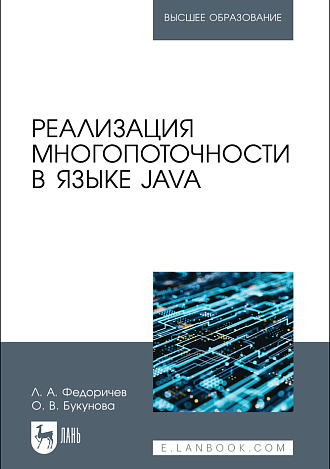 ВЫСШЕЕ ОБРАЗОВАНИЕ
РЕАЛИЗАЦИЯ
МНОГОПОТОЧНОСТИ
В ЯЗЫКЕ JAVA
Л. А. Федоричев
О. В. Букунова
ЛАНЬ
E.LANBOOK.COM